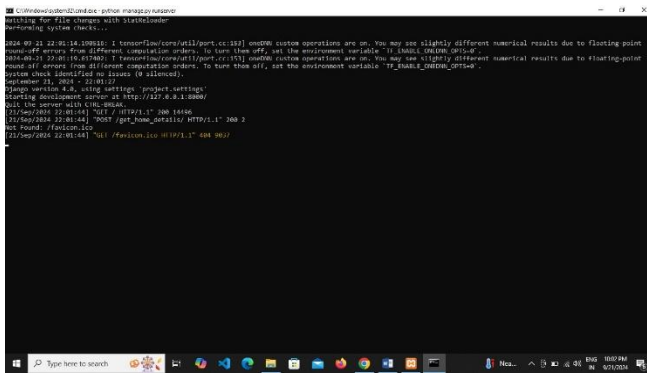 C:\Windows\system32\cmd.exe - python manage.py runserver
Watching for file changes with StatReloader
Performing system checks...
2024-09-21 22:01:14.190516: I tensorflow/core/util/port.cc:153] oneDNN custom operations are on. You may see slightly different numerical results due to floating-point
round-off errors from different computation orders. To turn them off, set the environment variable `TF_ENABLE_ONEDNN_OPTS=0`.
2024-09-21 22:01:19.617402: I tensorflow/core/util/port.cc:153] oneDNN custom operations are on. You may see slightly different numerical results due to floating-point
round-off errors from different computation orders. To turn them off, set the environment variable `TF_ENABLE_ONEDNN_OPTS=0`.
System check identified no issues (0 silenced).
September 21, 2024 - 22:01:27
Django version 4.0, using settings 'project.settings'
Starting development server at http://127.0.0.1:8000/
Quit the server with CTRL-BREAK.
[21/Sep/2024 22:01:44] "GET / HTTP/1.1" 200 14496
[21/Sep/2024 22:01:44] "POST /get_home_details/ HTTP/1.1" 200 2
Not Found: /favicon.ico
[21/Sep/2024 22:01:44] "GET /favicon.ico HTTP/1.1" 404 9037
Type here to search
Nea...
ENG
IN
10:02 PM
9/21/2024